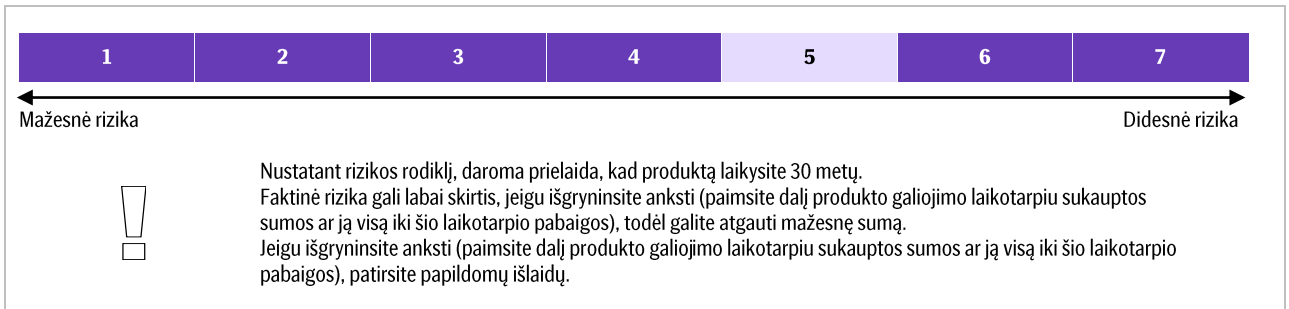 1 2 3 4 5 6 7
Mažesnė rizika Didesnė rizika
Nustatant rizikos rodiklį, daroma prielaida, kad produktą laikysite 30 metų.
Faktinė rizika gali labai skirtis, jeigu išgryninsite anksti (paimsite dalį produkto galiojimo laikotarpiu sukauptos
sumos ar ją visą iki šio laikotarpio pabaigos), todėl galite atgauti mažesnę sumą.
Jeigu išgryninsite anksti (paimsite dalį produkto galiojimo laikotarpiu sukauptos sumos ar ją visą iki šio laikotarpio
pabaigos), patirsite papildomų išlaidų.